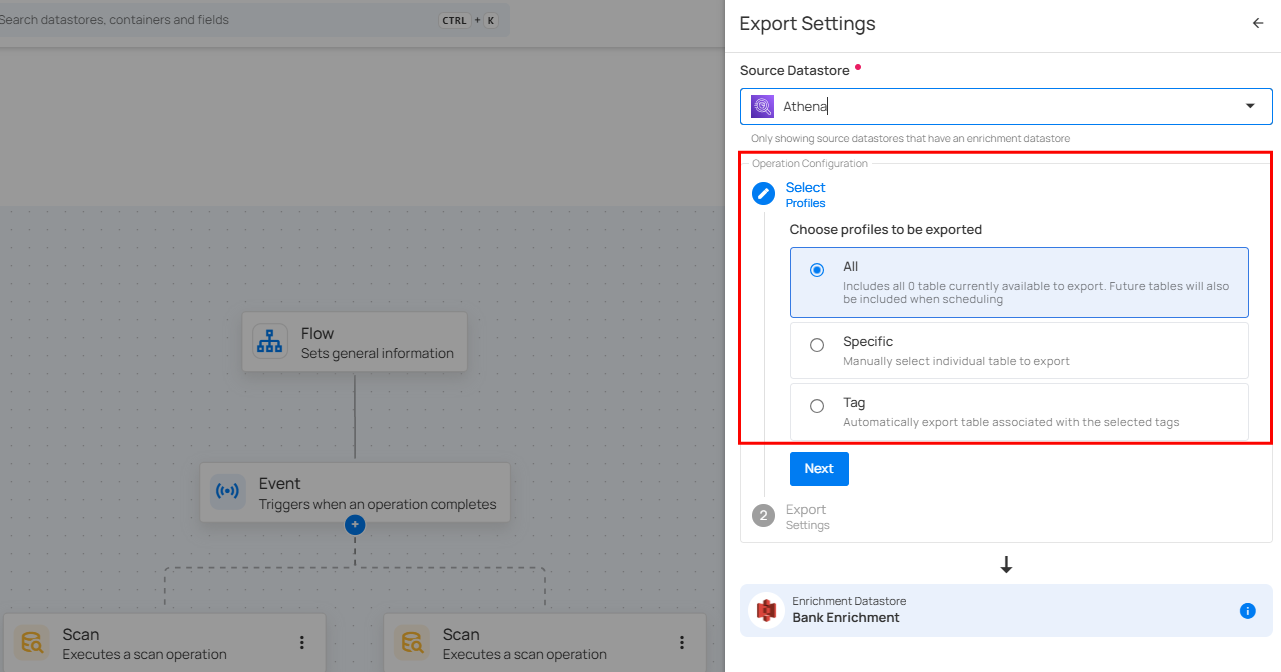 Search datastores, containers and fields
CTRL + K
Flow
Sets general information
Event
Triggers when an operation completes
Scan
Executes a scan operation
Scan
Executes a scan operation
Export Settings
Source Datastore
Athena
Only showing source datastores that have an enrichment datastore
Operation Configuration
Select
Profiles
Choose profiles to be exported
All
Includes all 0 table currently available to export. Future tables will also
be included when scheduling
Specific
Manually select individual table to export
Tag
Automatically export table associated with the selected tags
Next
2
Export
Settings
Enrichment Datastore
Bank Enrichment